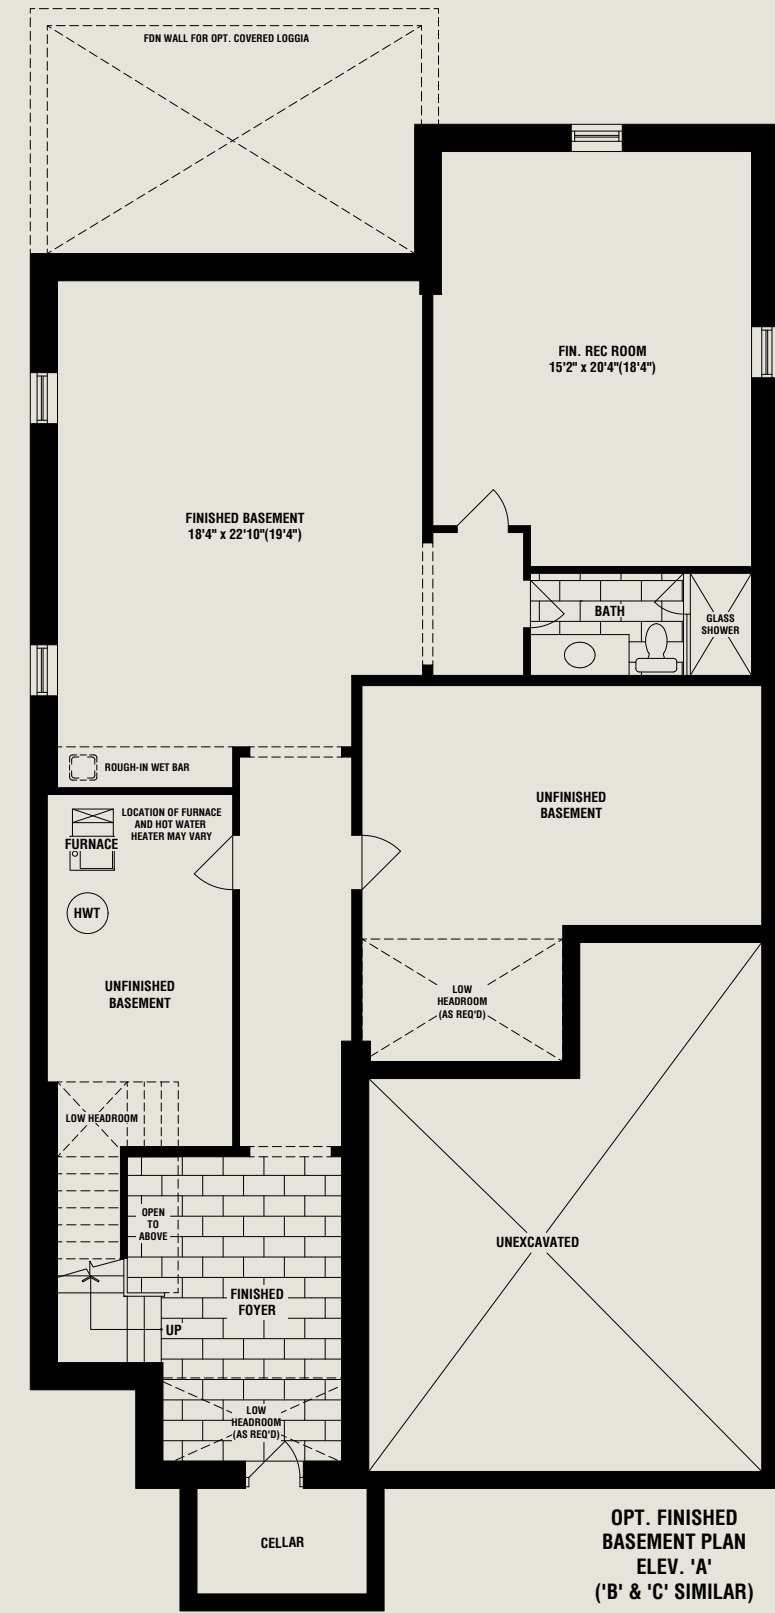 FDN WALL FOR OPT. COVERED LOGGIA
FIN. REC ROOM
15'2" x 20'4"(18'4")
FINISHED BASEMENT
18'4" x 22'10"(19'4")
BATH
GLASS
SHOWER
ROUGH-IN WET BAR
UNFINISHED
BASEMENT
LOCATION OF FURNACE
AND HOT WATER
HEATER MAY VARY
FURNACE
HWT
UNFINISHED
BASEMENT
LOW
HEADROOM
(AS REQ'D)
LOW HEADROOM
OPEN
TO
ABOVE
UNEXCAVATED
FINISHED
FOYER
UP
LOW
HEADROOM
(AS REQ'D)
CELLAR
OPT. FINISHED
BASEMENT PLAN
ELEV. 'A'
('B' & 'C' SIMILAR)